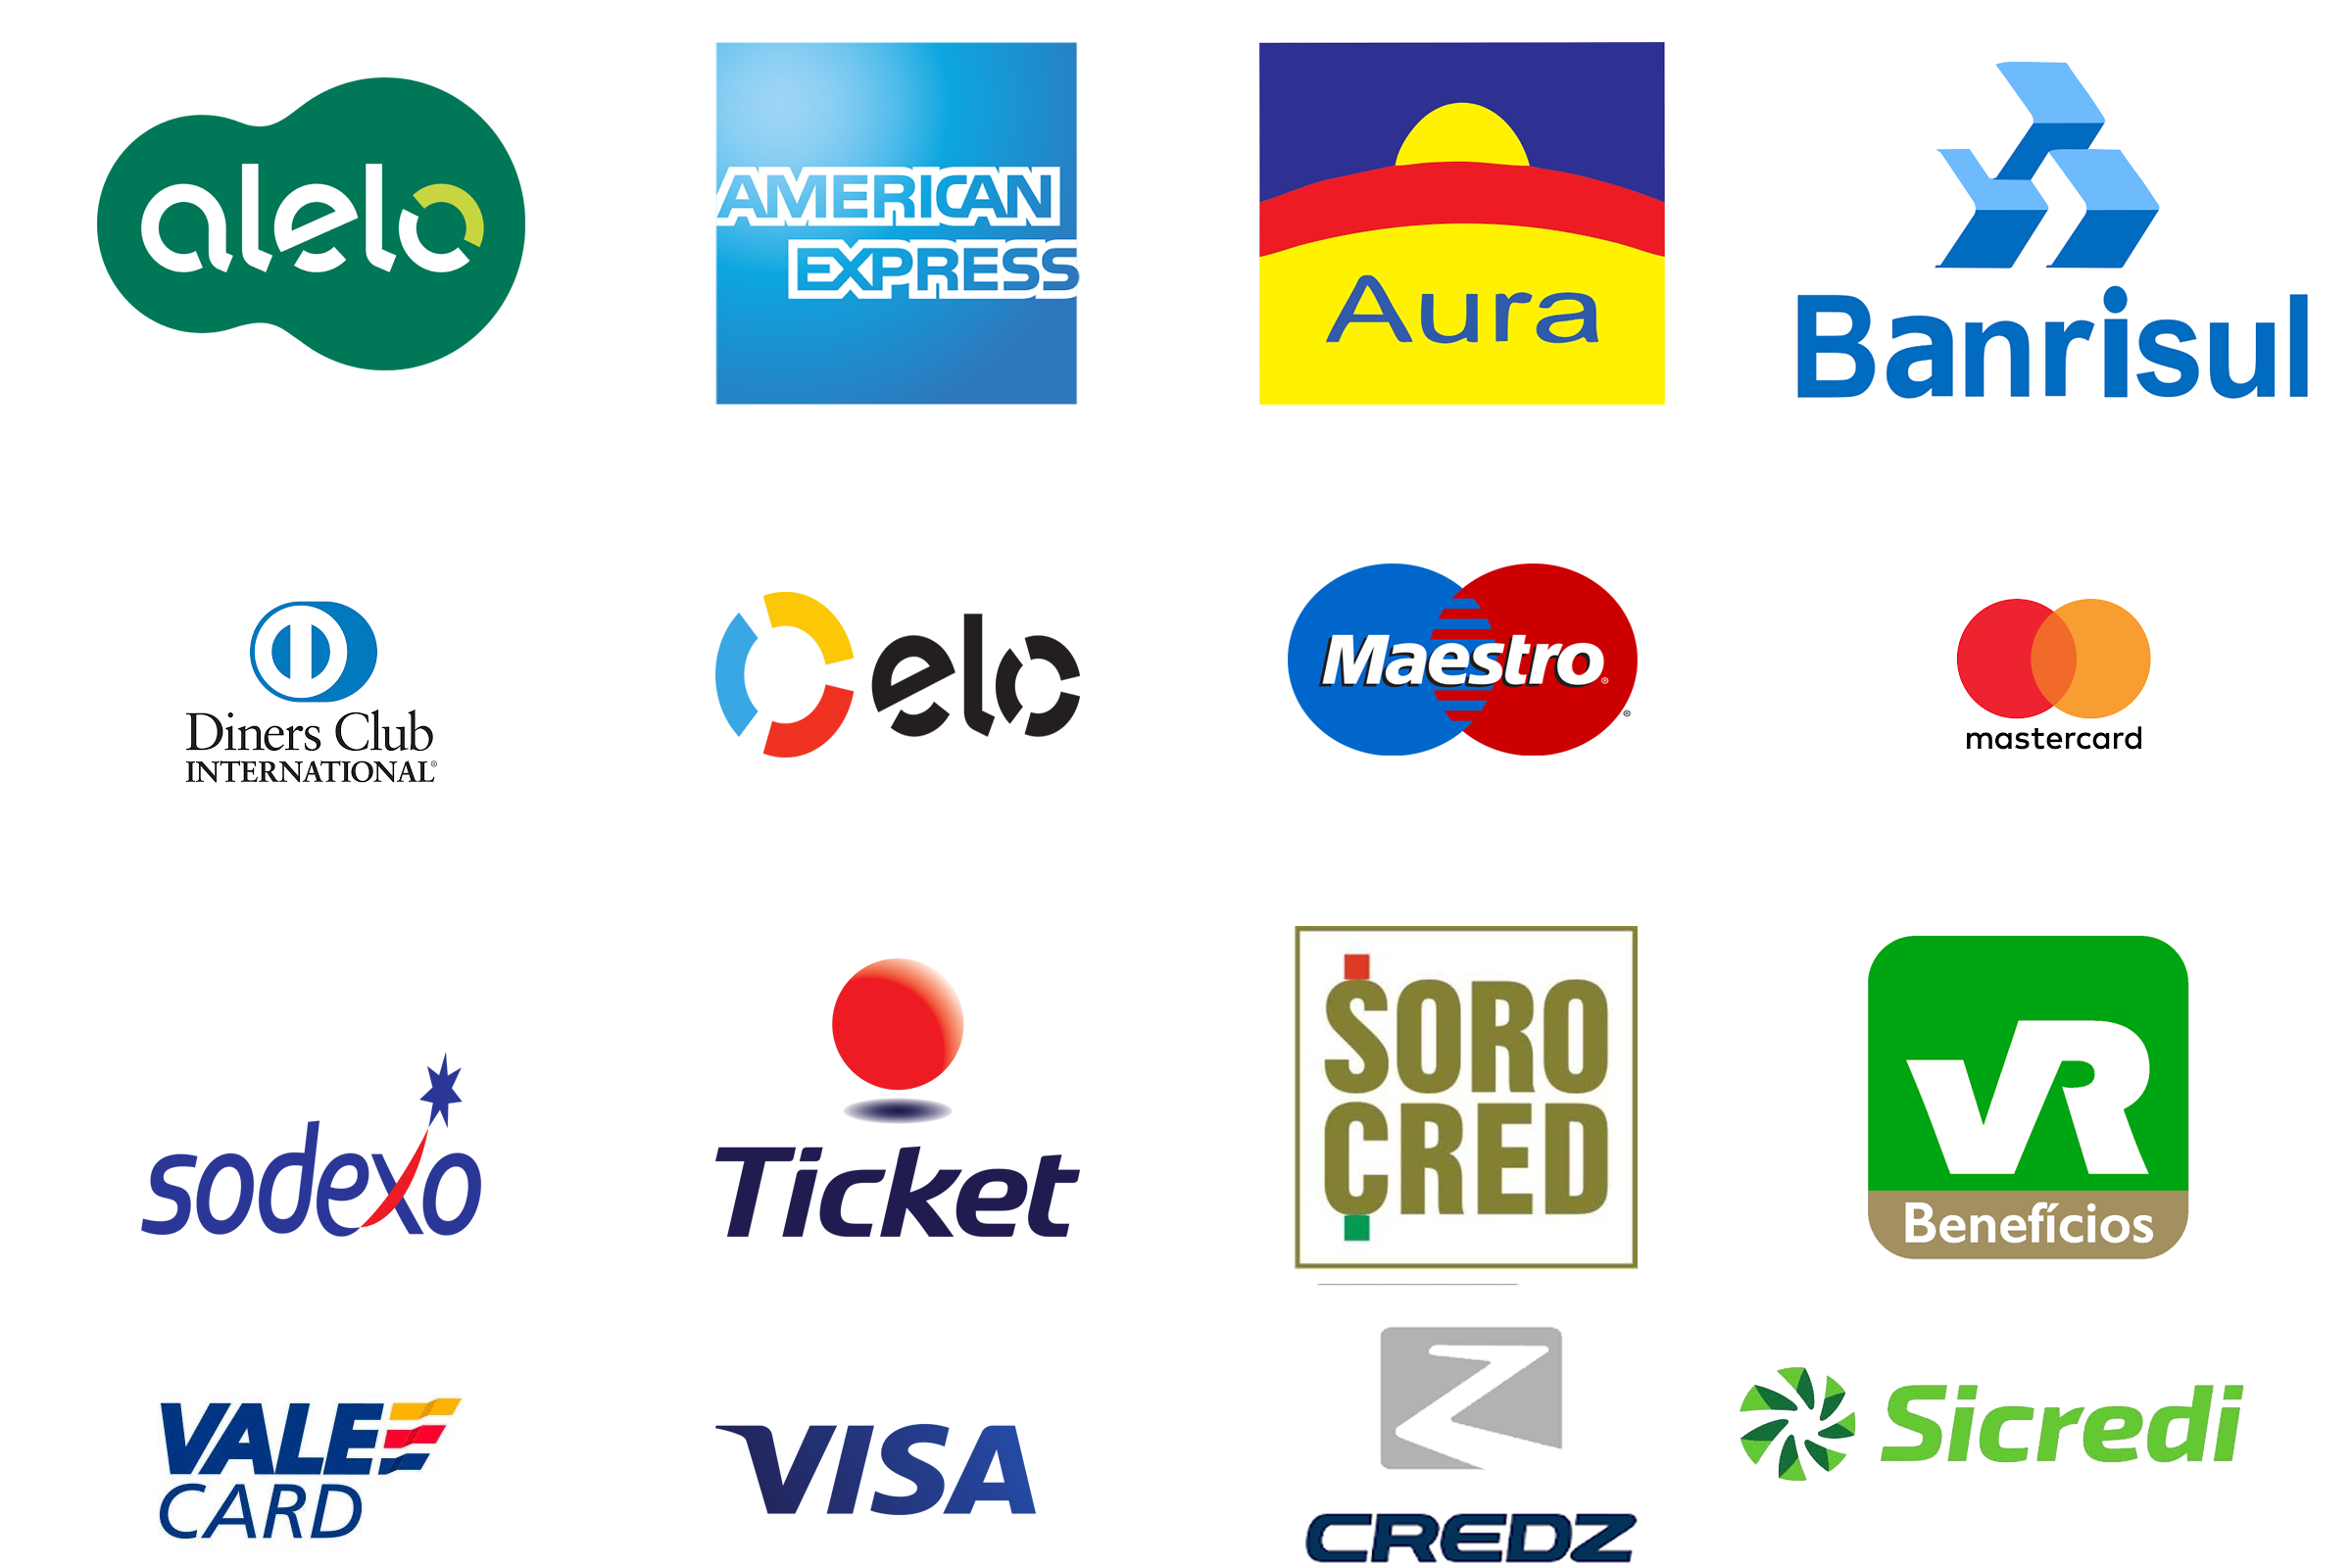 alelo
AMERICAN
EXPRESS
Aura
Banrisul
Diners Club
INTERNATIONAL®
elo
Maestro®
®
mastercard
sodexo
Ticket
SORO
CRED
VR
Benefícios
VALE
CARD
VISA
Z
CREDZ
Sicredi